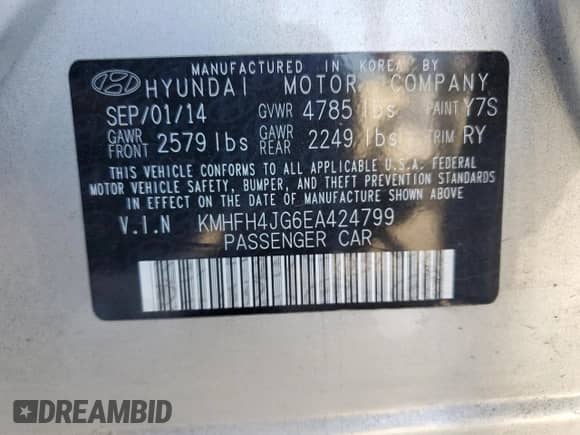 MANUFACTURED IN KOREA BY
HYUNDAI MOTOR COMPANY
SEP/01/14 GVWR 4785 lbs PAINT Y7S
GAWR FRONT 2579 lbs GAWR REAR 2249 lbs TRIM RY
THIS VEHICLE CONFORMS TO ALL APPLICABLE U.S.A. FEDERAL
MOTOR VEHICLE SAFETY, BUMPER, AND THEFT PREVENTION STANDARDS
IN EFFECT ON THE DATE OF MANUFACTURE SHOWN ABOVE
V.I.N KMHFH4JG6EA424799
PASSENGER CAR
DREAMBID